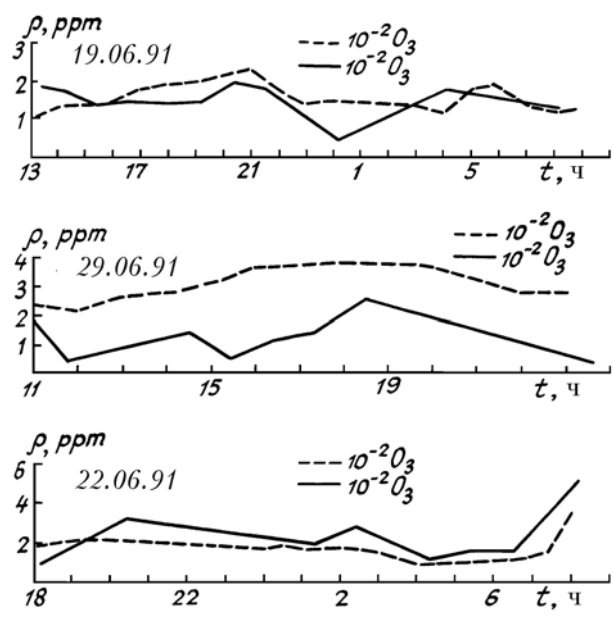 ρ, ppm
3
19.06.91
10⁻²O₃
10⁻²O₃
2
1
13 17 21 1 5 t, ч
ρ, ppm
4
29.06.91
10⁻²O₃
10⁻²O₃
3
2
1
11 15 19 t, ч
ρ, ppm
6
22.06.91
10⁻²O₃
10⁻²O₃
4
2
18 22 2 6 t, ч